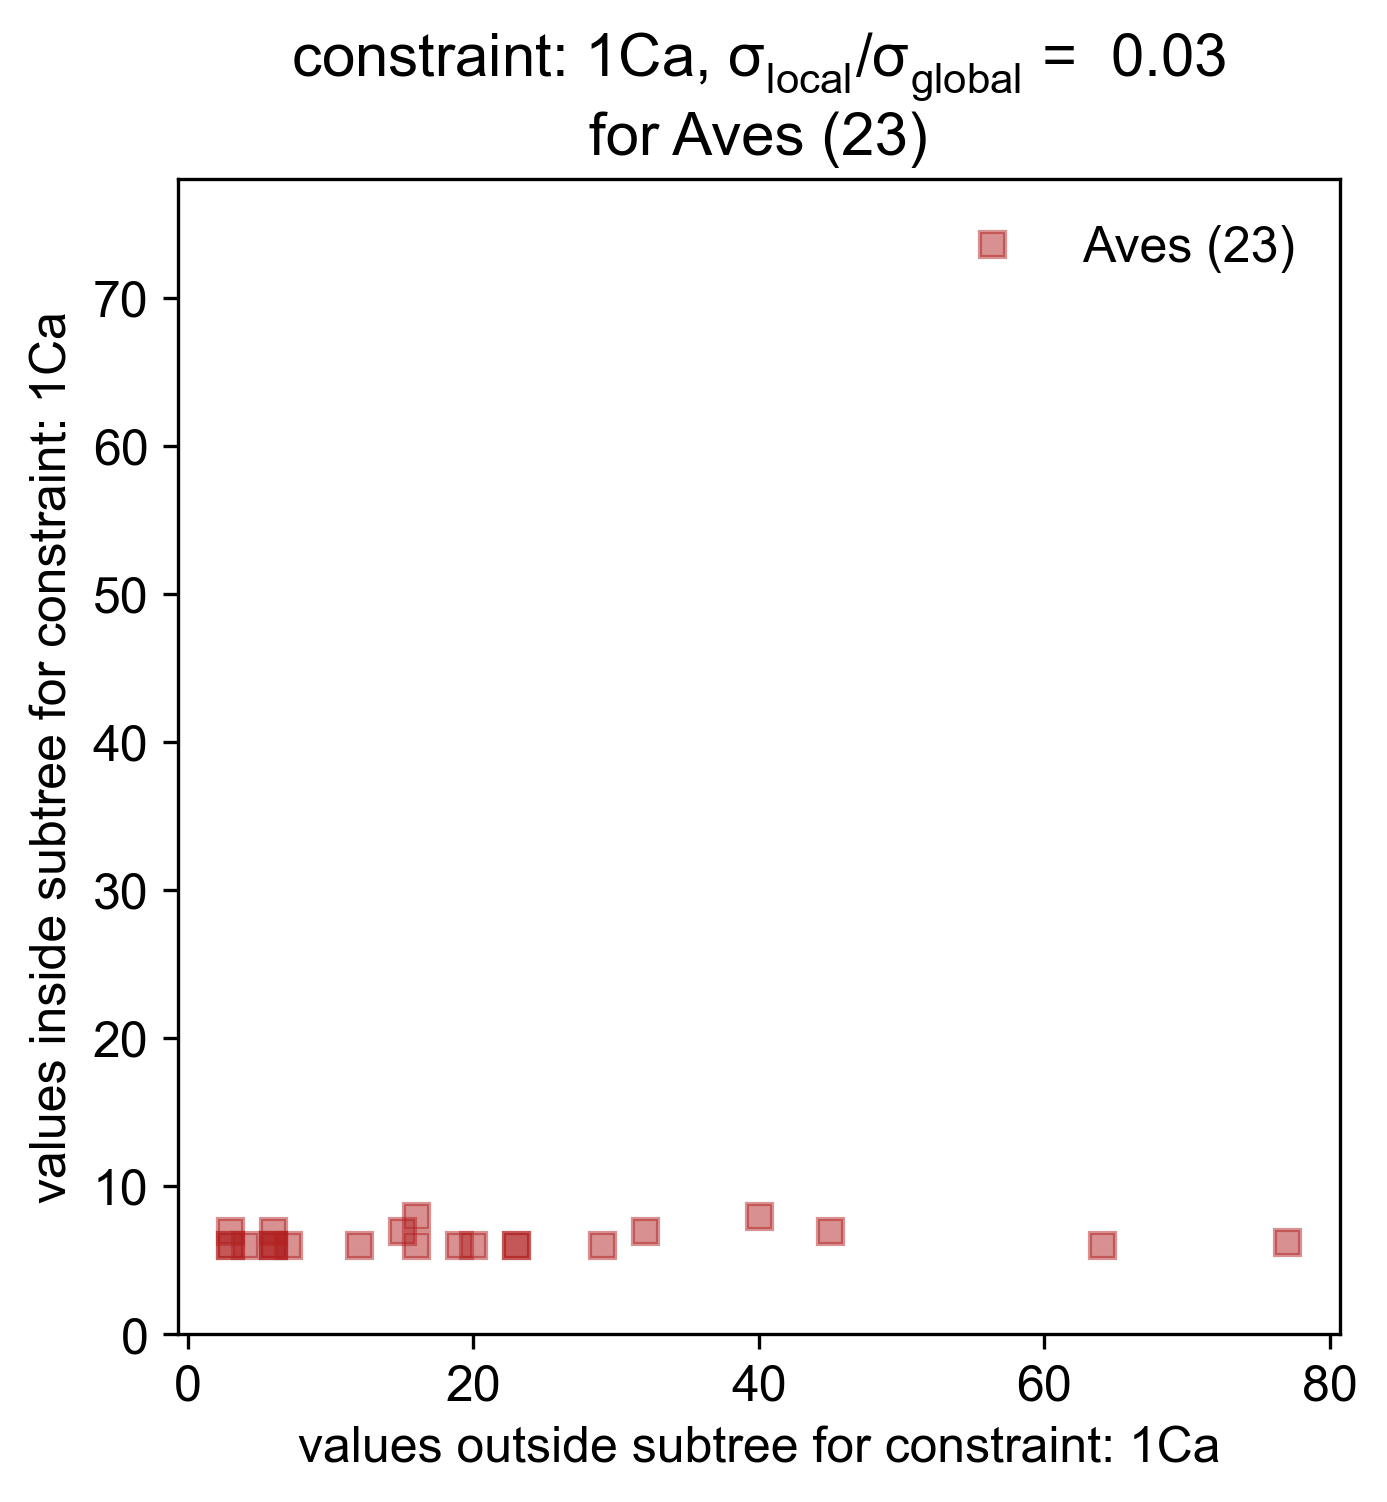 constraint: 1Ca, σlocal/σglobal = 0.03
for Aves (23)
Aves (23)
values inside subtree for constraint: 1Ca
70
60
50
40
30
20
10
0
0 20 40 60 80
values outside subtree for constraint: 1Ca